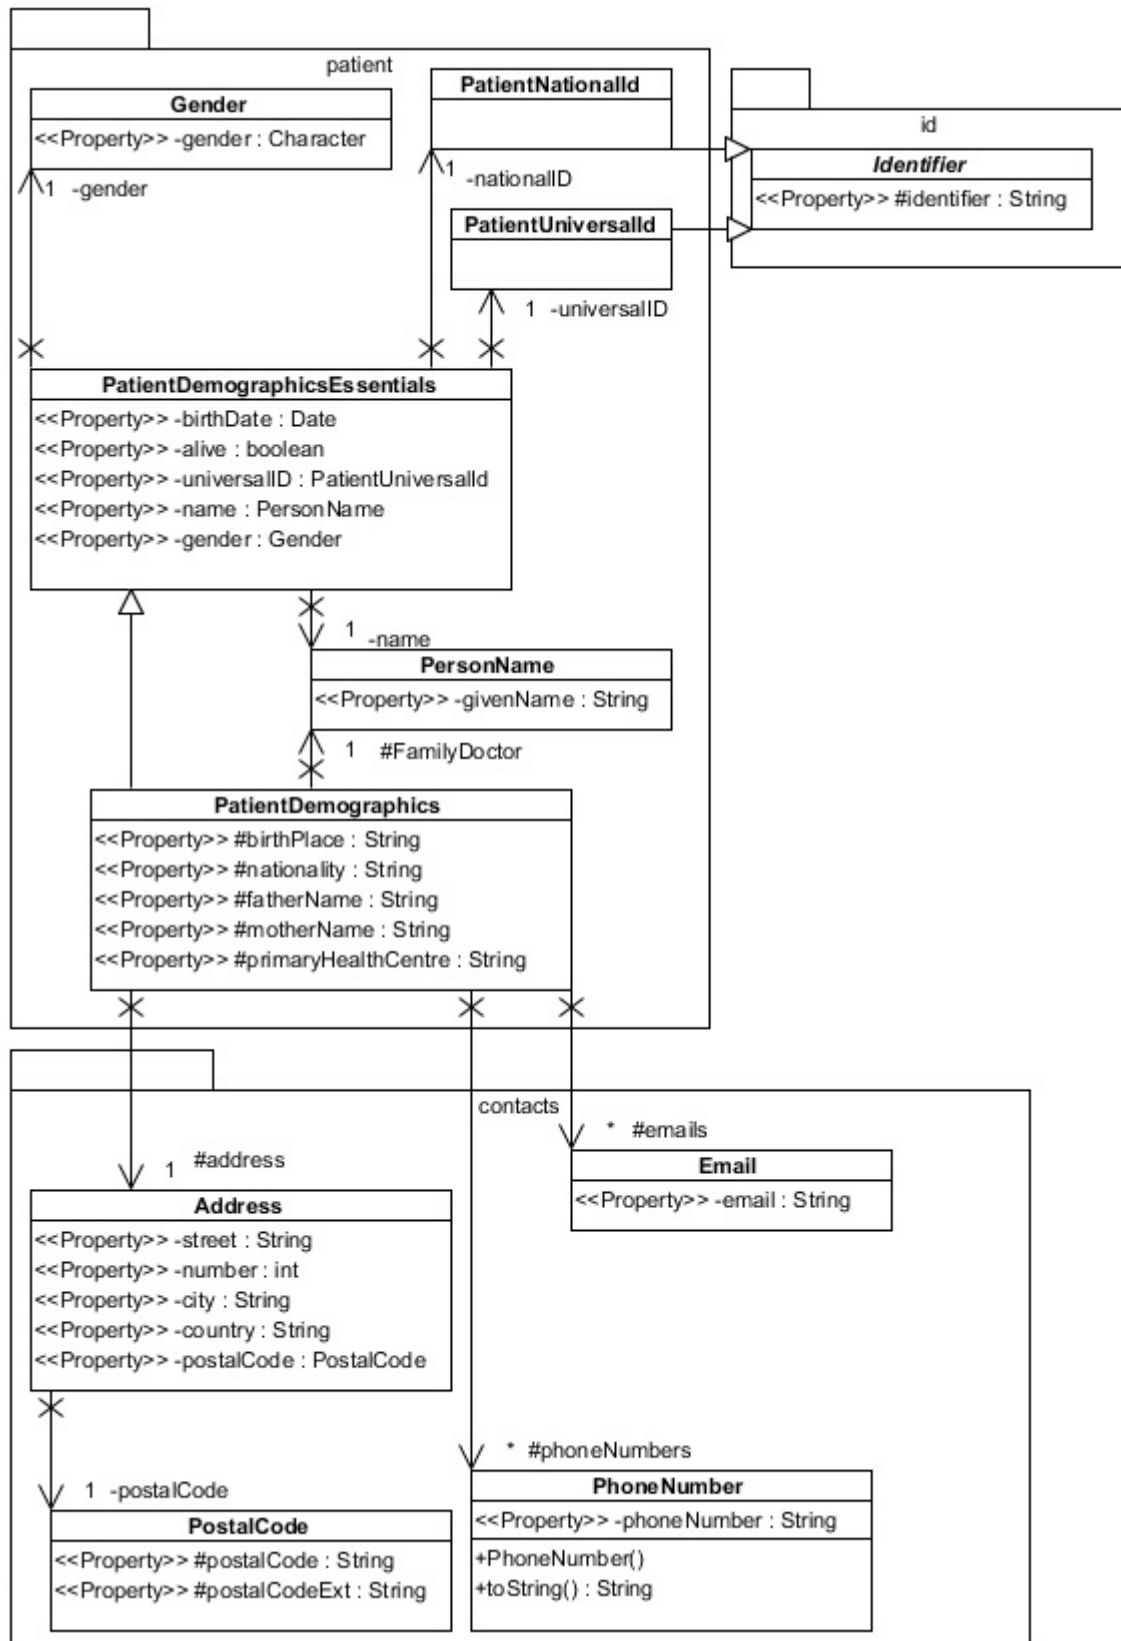 patient
Gender
<<Property>> -gender : Character
1 -gender
PatientNationalId
1 -nationalID
id
Identifier
<<Property>> #identifier : String
PatientUniversalId
1 -universalID
PatientDemographicsEssentials
<<Property>> -birthDate : Date
<<Property>> -alive : boolean
<<Property>> -universalID : PatientUniversalId
<<Property>> -name : PersonName
<<Property>> -gender : Gender
1 -name
PersonName
<<Property>> -givenName : String
1 #FamilyDoctor
PatientDemographics
<<Property>> #birthPlace : String
<<Property>> #nationality : String
<<Property>> #fatherName : String
<<Property>> #motherName : String
<<Property>> #primaryHealthCentre : String
contacts
* #emails
Email
<<Property>> -email : String
1 #address
Address
<<Property>> -street : String
<<Property>> -number : int
<<Property>> -city : String
<<Property>> -country : String
<<Property>> -postalCode : PostalCode
1 -postalCode
PostalCode
<<Property>> #postalCode : String
<<Property>> #postalCodeExt : String
* #phoneNumbers
PhoneNumber
<<Property>> -phoneNumber : String
+PhoneNumber()
+toString() : String